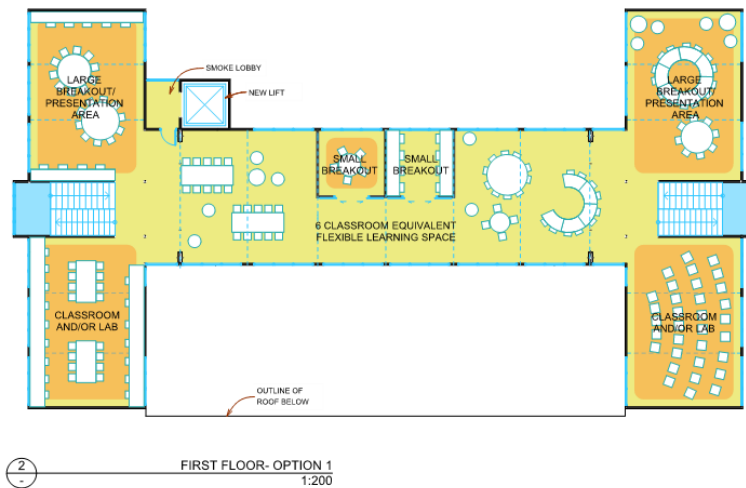 SMOKE LOBBY
NEW LIFT
LARGE
BREAKOUT/
PRESENTATION
AREA
LARGE
BREAKOUT/
PRESENTATION
AREA
SMALL
BREAKOUT
SMALL
BREAKOUT
6 CLASSROOM EQUIVALENT
FLEXIBLE LEARNING SPACE
CLASSROOM
AND/OR LAB
CLASSROOM
AND/OR LAB
OUTLINE OF
ROOF BELOW
2
-
FIRST FLOOR- OPTION 1
1:200